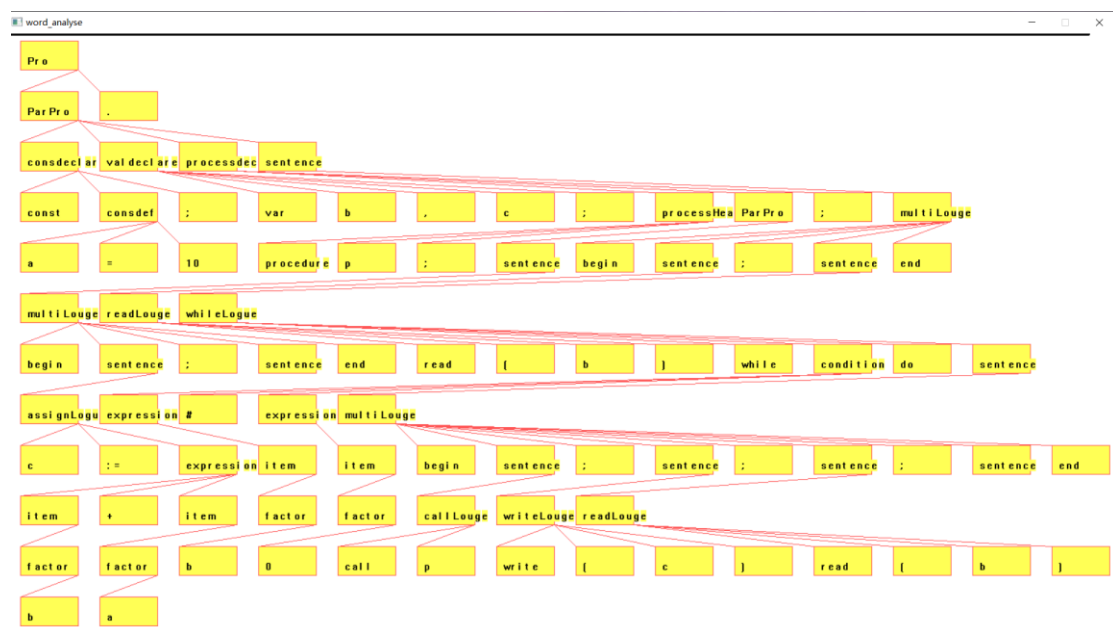 word_analyse
Pro
ParPro .
consdeclar valdeclare processdec sentence
const consdef ; var b , c ; processHea ParPro ; multiLouge
a = 10 procedure p ; sentence begin sentence ; sentence end
multiLouge readLouge whileLogue
begin sentence ; sentence end read ( b ) while condition do sentence
assignLogu expression # expression multiLouge
c := expression item item begin sentence ; sentence ; sentence ; sentence end
item + item factor factor callLouge writeLouge readLouge
factor factor b 0 call p write ( c ) read ( b )
b a